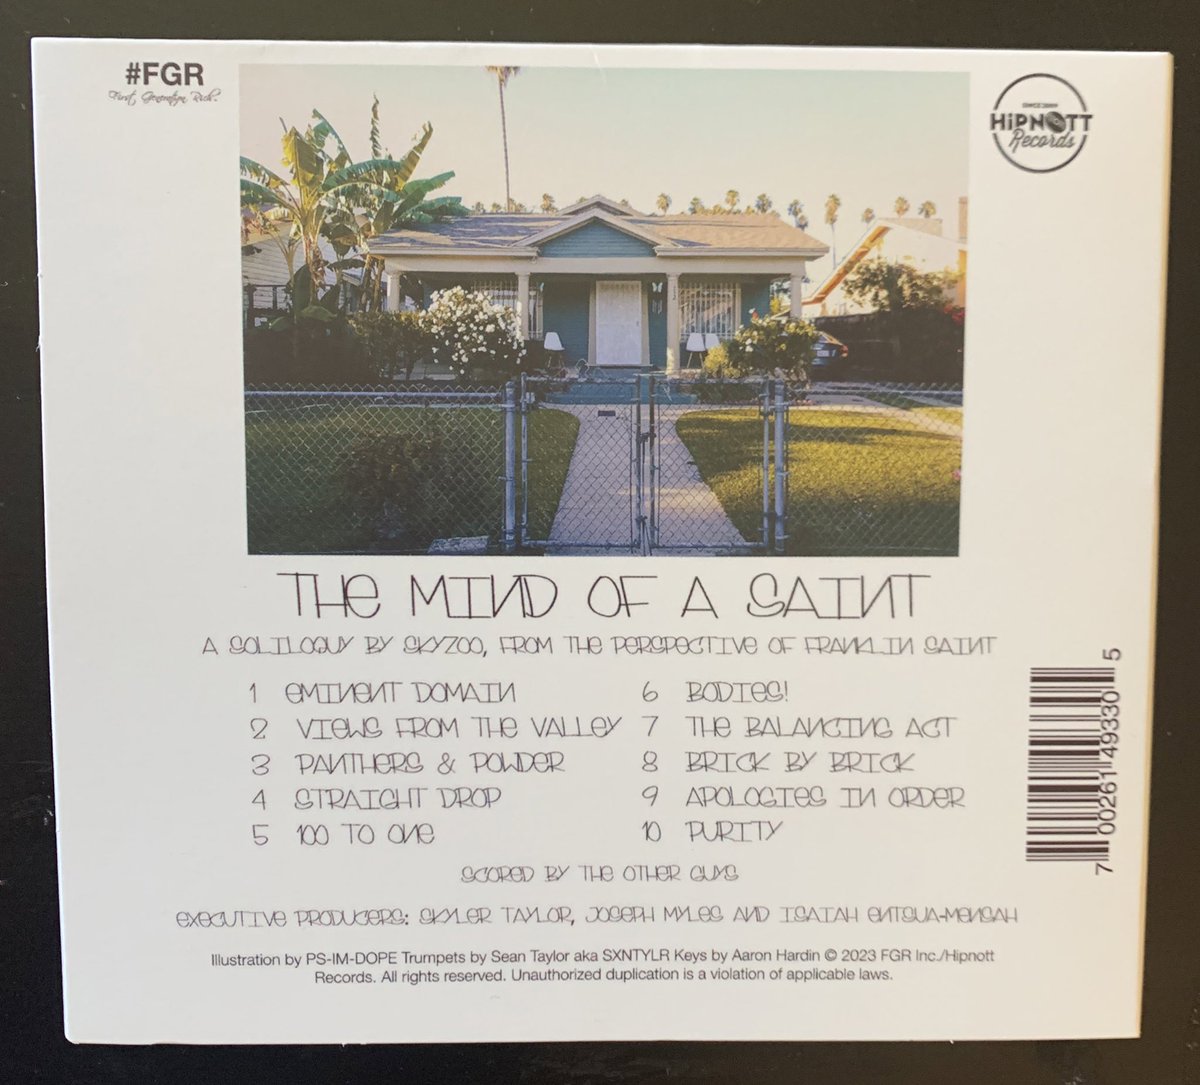 #FGR
First Generation Rich.
SINCE 2004
HiPNOTT
Records
THE MIND OF A SAINT
A SOLILOQUY BY SKYZOO, FROM THE PERSPECTIVE OF FRANKLIN SAINT
1 EMINENT DOMAIN
2 VIEWS FROM THE VALLEY
3 PANTHERS & POWDER
4 STRAIGHT DROP
5 100 TO ONE
6 BODIES!
7 THE BALANCING ACT
8 BRICK BY BRICK
9 APOLOGIES IN ORDER
10 PURITY
SCORED BY THE OTHER GUYS
EXECUTIVE PRODUCERS: SKYLER TAYLOR, JOSEPH MYLES AND ISAIAH ENTSUA-MENSAH
Illustration by PS-IM-DOPE Trumpets by Sean Taylor aka SXNTYLR Keys by Aaron Hardin © 2023 FGR Inc./Hipnott
Records. All rights reserved. Unauthorized duplication is a violation of applicable laws.
7 00261 49330 5